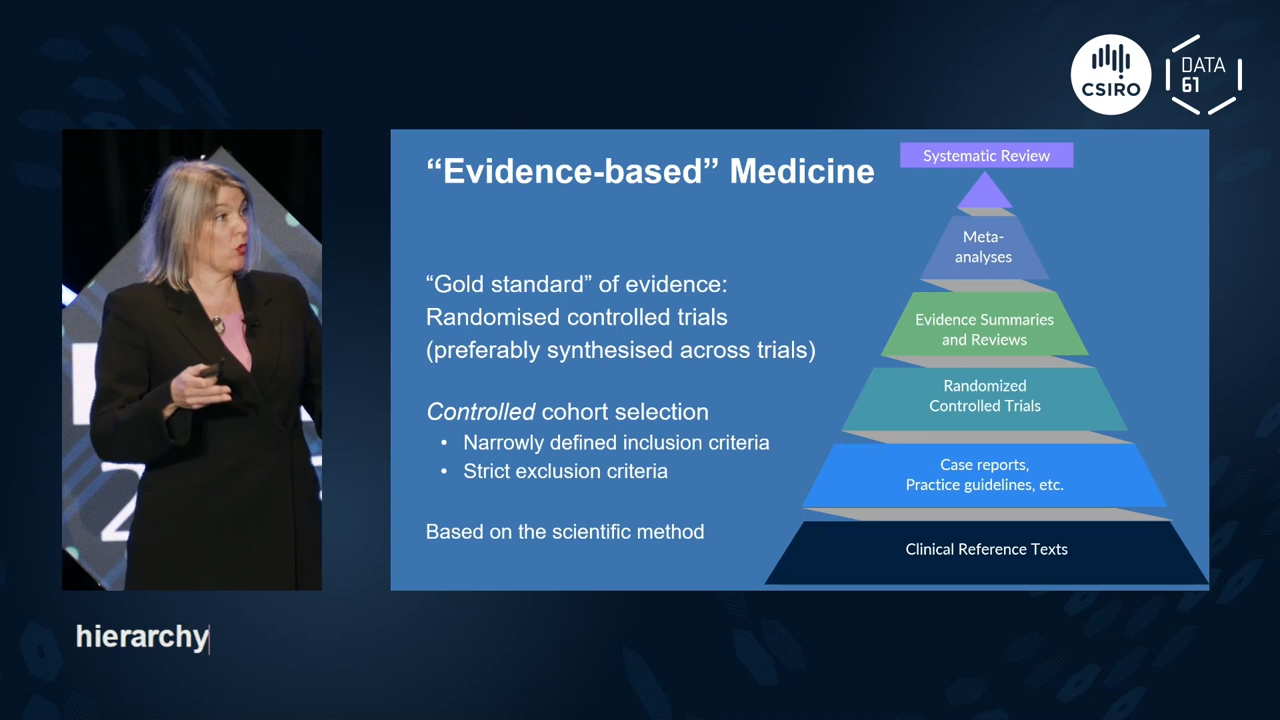 CSIRO
DATA
61
“Evidence-based” Medicine
“Gold standard” of evidence:
Randomised controlled trials
(preferably synthesised across trials)
Controlled cohort selection
• Narrowly defined inclusion criteria
• Strict exclusion criteria
Based on the scientific method
Systematic Review
Meta-
analyses
Evidence Summaries
and Reviews
Randomized
Controlled Trials
Case reports,
Practice guidelines, etc.
Clinical Reference Texts
hierarchy